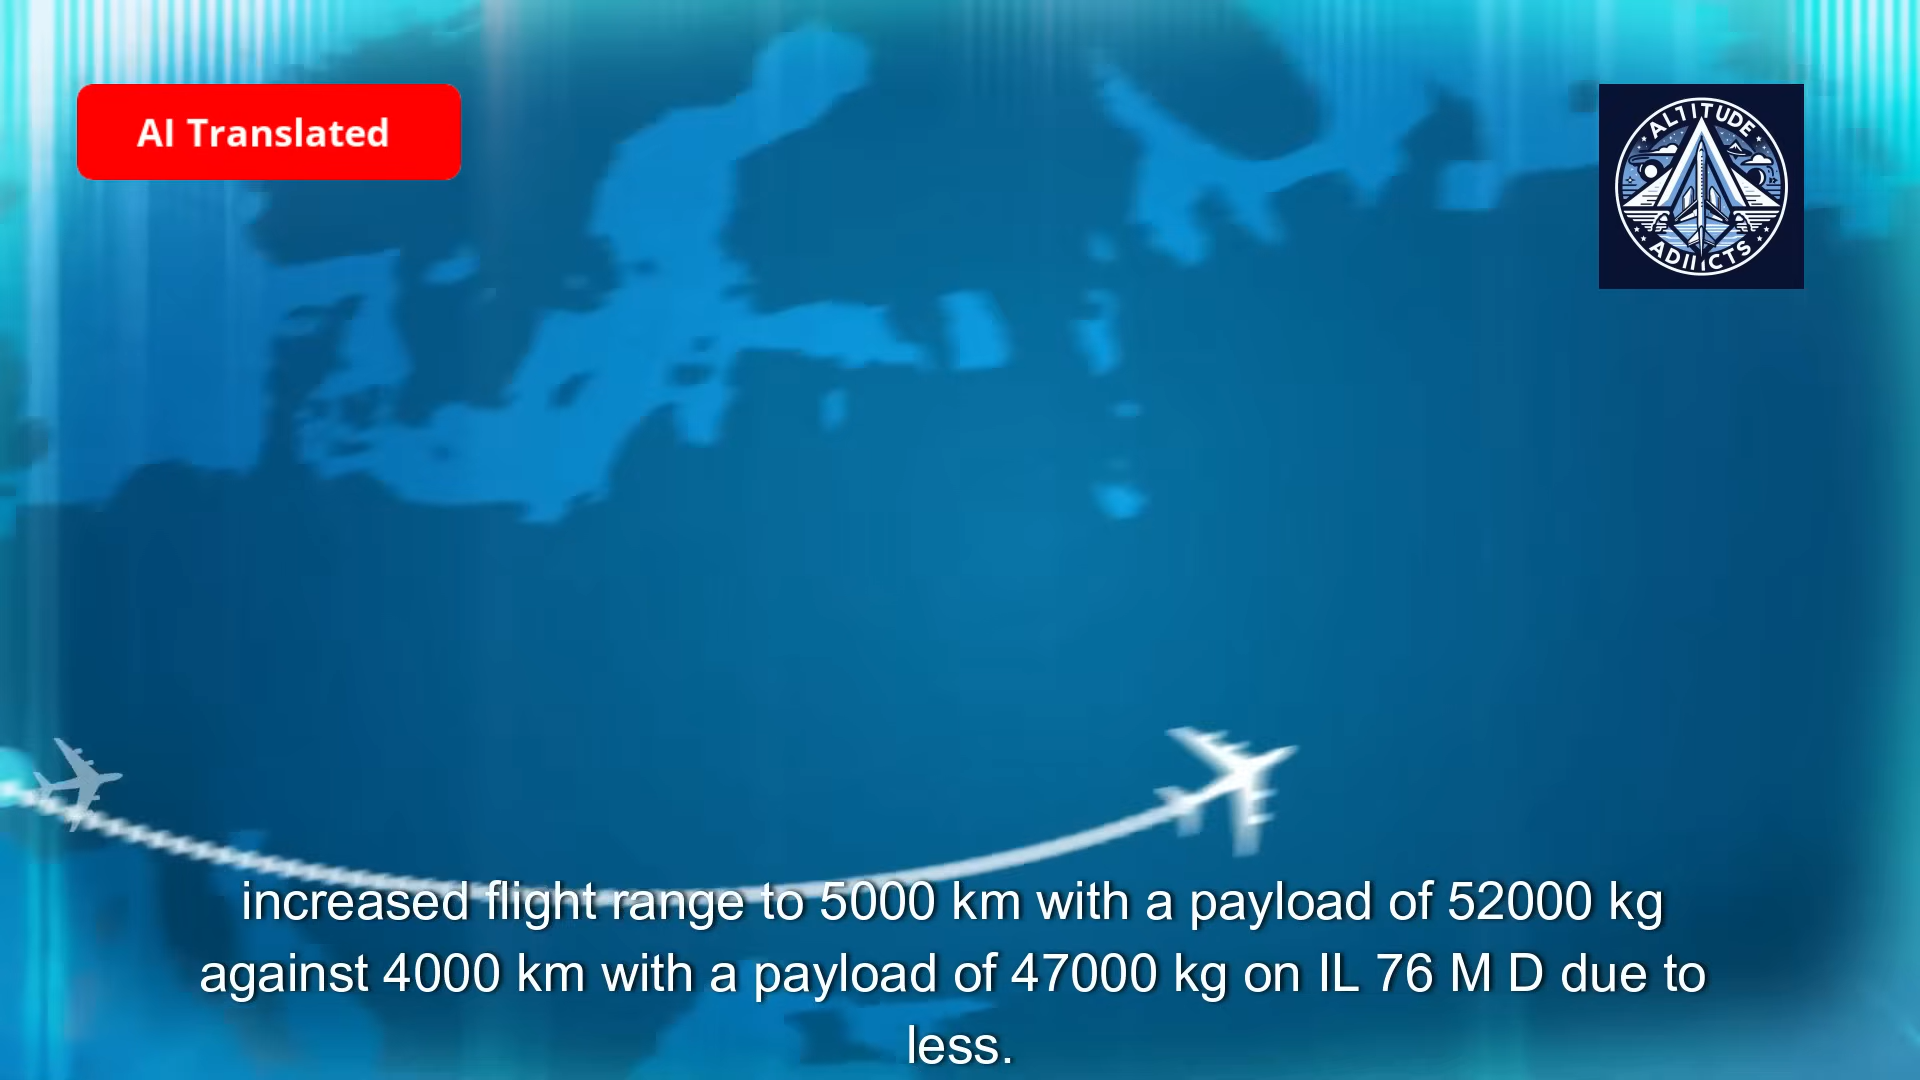 AI Translated
ALTITUDE
ADIICTS
increased flight range to 5000 km with a payload of 52000 kg
against 4000 km with a payload of 47000 kg on IL 76 M D due to
less.